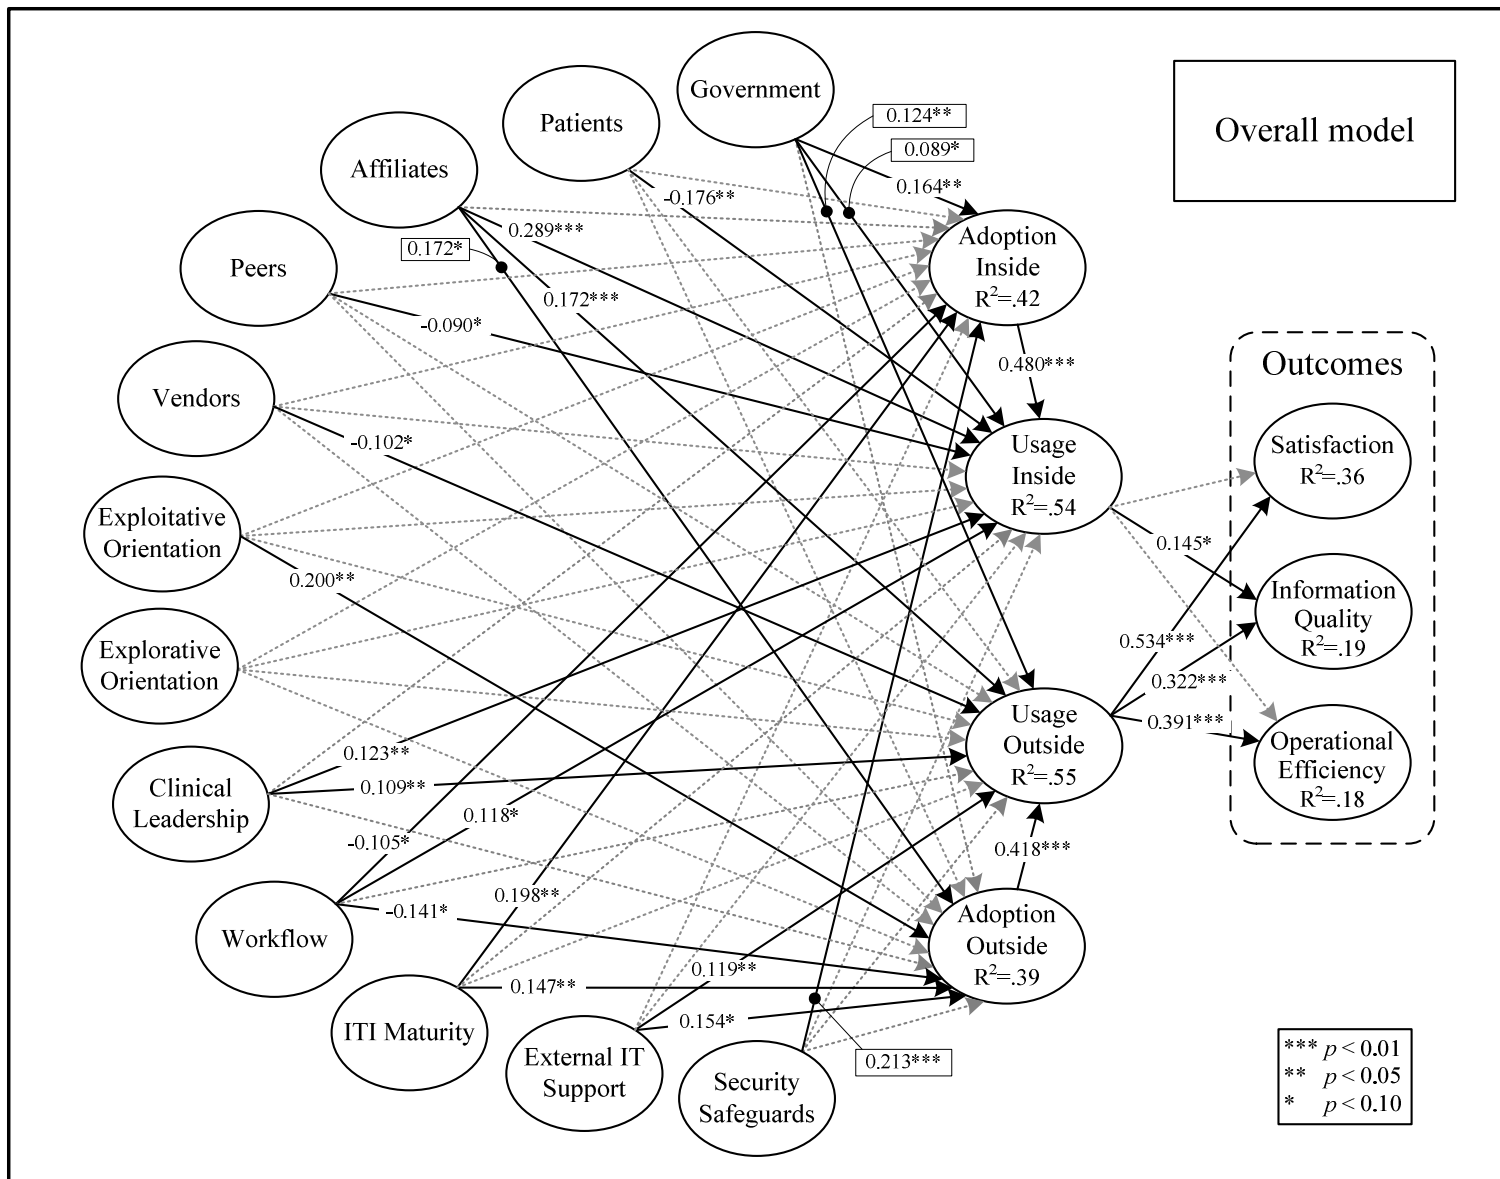 Government
Patients
Affiliates
Peers
Vendors
Exploitative
Orientation
Explorative
Orientation
Clinical
Leadership
Workflow
ITI Maturity
External IT
Support
Security
Safeguards
0.124**
0.089*
0.164**
-0.176**
0.289***
0.172*
0.172***
-0.090*
-0.102*
0.200**
0.123**
0.109**
-0.105*
0.118*
-0.141*
0.198**
0.147**
0.119**
0.154*
0.213***
Adoption
Inside
R²=.42
0.480***
Usage
Inside
R²=.54
Usage
Outside
R²=.55
0.418***
Adoption
Outside
R²=.39
0.145*
0.534***
0.322***
0.391***
Overall model
Outcomes
Satisfaction
R²=.36
Information
Quality
R²=.19
Operational
Efficiency
R²=.18
*** p < 0.01
** p < 0.05
* p < 0.10